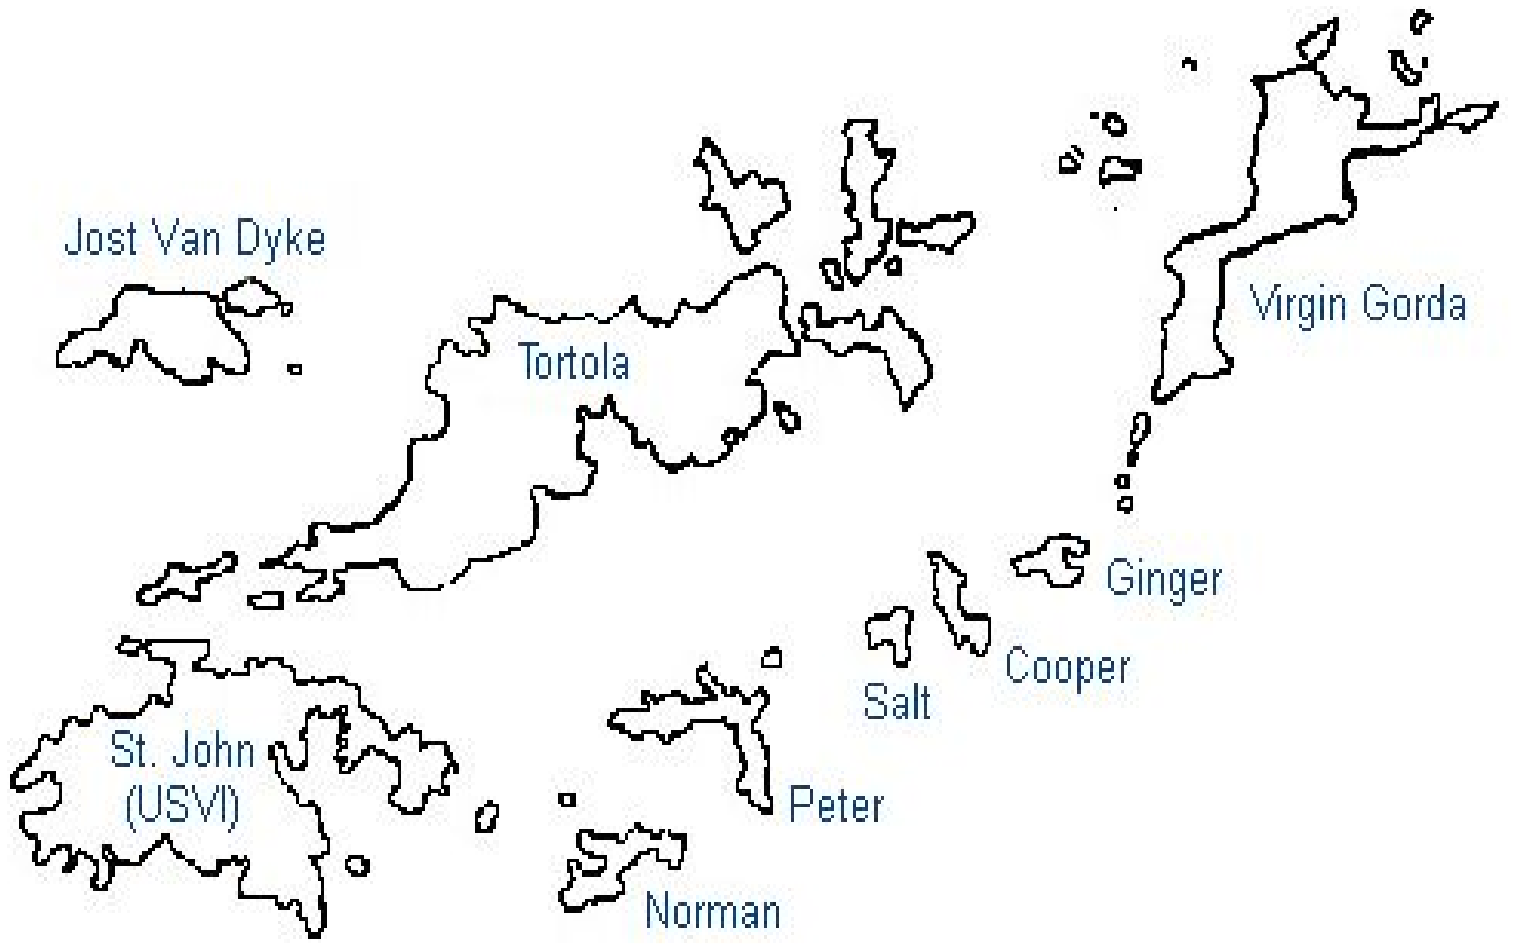 Jost Van Dyke
Virgin Gorda
Tortola
Ginger
Cooper
Salt
St. John
(USVI)
Peter
Norman